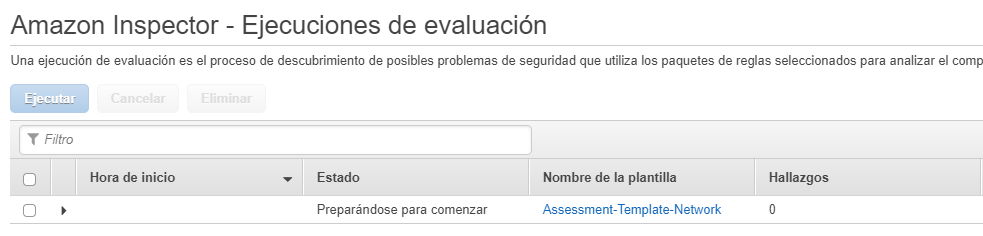 Amazon Inspector - Ejecuciones de evaluación
Una ejecución de evaluación es el proceso de descubrimiento de posibles problemas de seguridad que utiliza los paquetes de reglas seleccionados para analizar el comp
Ejecutar Cancelar Eliminar
Filtro
Hora de inicio Estado Nombre de la plantilla Hallazgos
Preparándose para comenzar Assessment-Template-Network 0